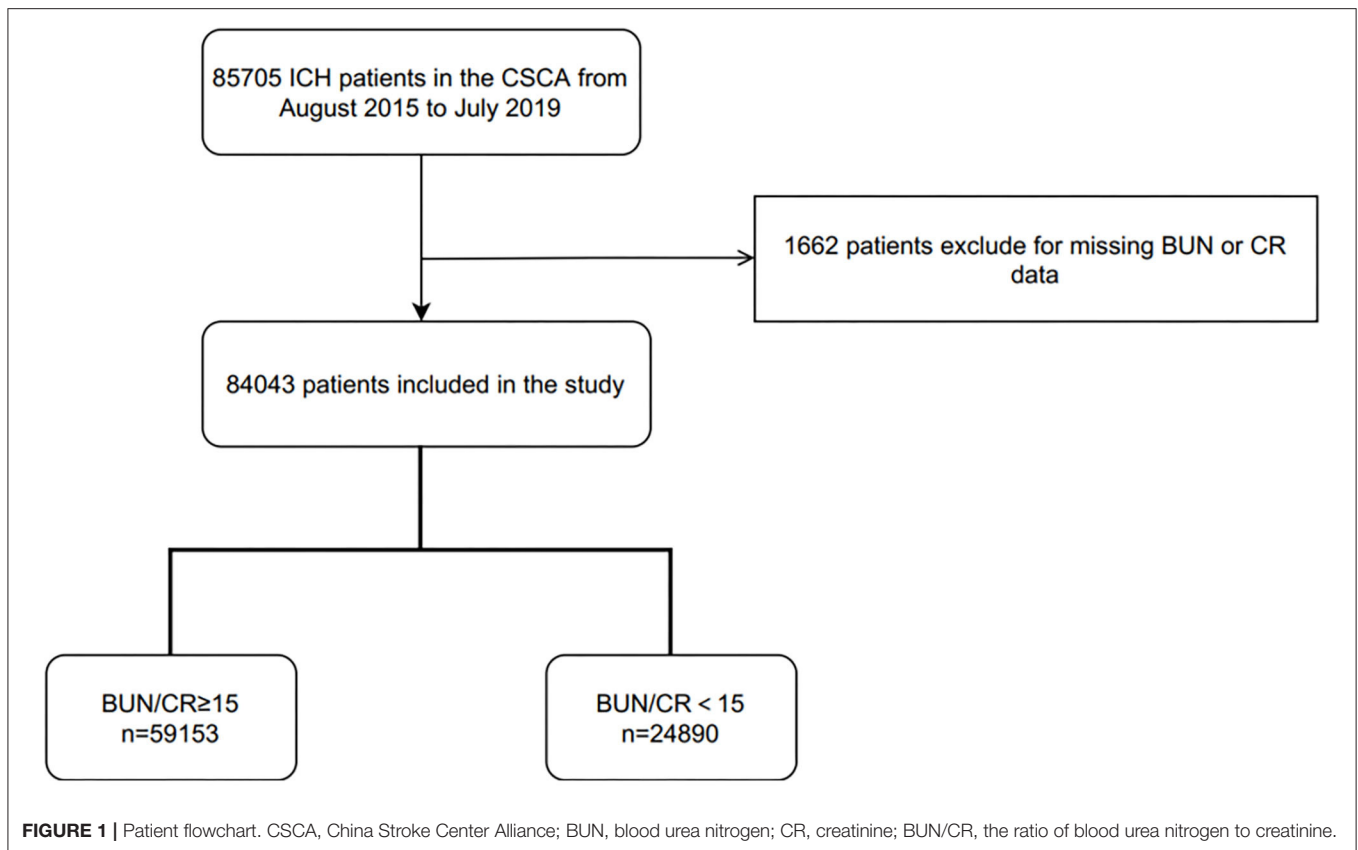 85705 ICH patients in the CSCA from
August 2015 to July 2019
1662 patients exclude for missing BUN or CR
data
84043 patients included in the study
BUN/CR≥15
n=59153
BUN/CR < 15
n=24890
FIGURE 1 | Patient flowchart. CSCA, China Stroke Center Alliance; BUN, blood urea nitrogen; CR, creatinine; BUN/CR, the ratio of blood urea nitrogen to creatinine.